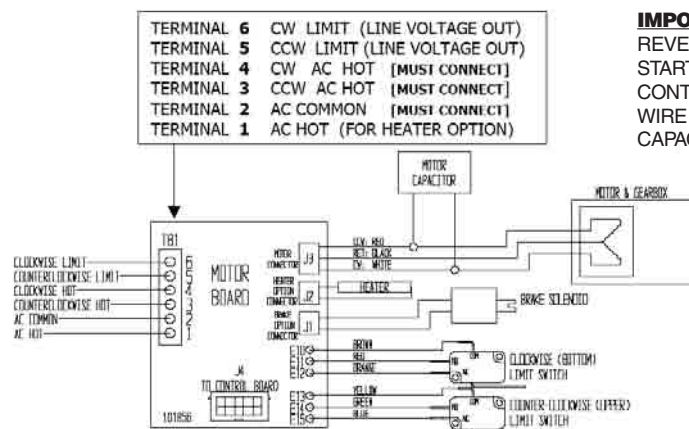 TERMINAL 6 CW LIMIT (LINE VOLTAGE OUT)
TERMINAL 5 CCW LIMIT (LINE VOLTAGE OUT)
TERMINAL 4 CW AC HOT [MUST CONNECT]
TERMINAL 3 CCW AC HOT [MUST CONNECT]
TERMINAL 2 AC COMMON [MUST CONNECT]
TERMINAL 1 AC HOT (FOR HEATER OPTION)
IMPO
REVE
START
CONT
WIRE
CAPAC
MOTOR
CAPACITOR
MOTOR & GEARBOX
TB1
CLOCKWISE LIMIT
COUNTERCLOCKWISE LIMIT
CLOCKWISE HOT
COUNTERCLOCKWISE HOT
AC COMMON
AC HOT
6
5
4
3
2
1
MOTOR
BOARD
MOTOR
CONNECTOR
J3
HEATER
OPTION
CONNECTOR
J2
BRAKE
OPTION
CONNECTOR
J1
CCW: RED
BLACK
CW: WHITE
HEATER
BRAKE SOLENOID
E10
E11
E12
BROWN
RED
ORANGE
COM
NO
NC
CLOCKWISE (BOTTOM)
LIMIT SWITCH
E13
E14
E15
YELLOW
GREEN
BLUE
COM
NO
NC
COUNTER-CLOCKWISE (UPPER)
LIMIT SWITCH
J4
TO CONTROL BOARD
101856